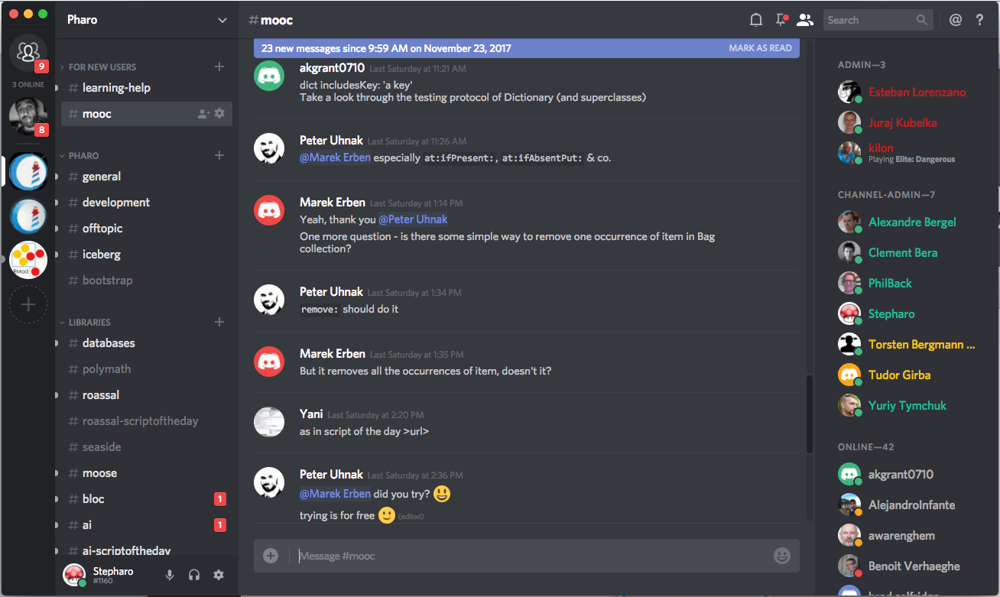 9
3 ONLINE
8
RMod
Pharo
FOR NEW USERS
# learning-help
# mooc
PHARO
# general
# development
# offtopic
# iceberg
# bootstrap
LIBRARIES
# databases
# polymath
# roassal
# roassal-scriptoftheday
# seaside
# moose
# bloc 1
# ai 1
# ai-scriptoftheday
Stepharo
#1160
# mooc
Search
@ ?
23 new messages since 9:59 AM on November 23, 2017 MARK AS READ
akgrant0710 Last Saturday at 11:21 AM
dict includesKey: 'a key'
Take a look through the testing protocol of Dictionary (and superclasses)
Peter Uhnak Last Saturday at 11:26 AM
@Marek Erben especially at:ifPresent:, at:ifAbsentPut: & co.
Marek Erben Last Saturday at 1:14 PM
Yeah, thank you @Peter Uhnak
One more question - is there some simple way to remove one occurrence of item in Bag
collection?
Peter Uhnak Last Saturday at 1:34 PM
remove: should do it
Marek Erben Last Saturday at 1:35 PM
But it removes all the occurrences of item, doesn't it?
Yani Last Saturday at 2:20 PM
as in script of the day >url>
Peter Uhnak Last Saturday at 2:36 PM
@Marek Erben did you try? 😃
trying is for free 🙂 (edited)
Message #mooc
ADMIN—3
Esteban Lorenzano
Juraj Kubelka
kilon
Playing Elite: Dangerous
CHANNEL-ADMIN—7
Alexandre Bergel
Clement Bera
PhilBack
Stepharo
Torsten Bergmann ...
Tudor Girba
Yuriy Tymchuk
ONLINE—42
akgrant0710
AlejandroInfante
awarenghem
Benoit Verhaeghe